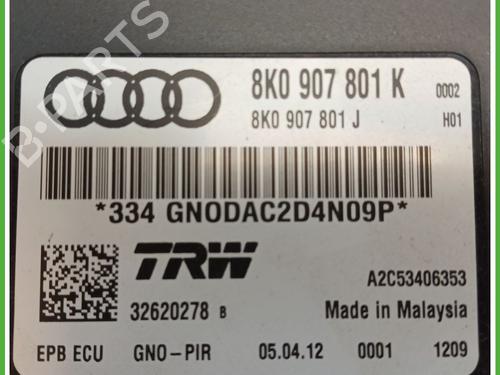 B-PARTS
8K0 907 801 K 0002
8K0 907 801 J H01
*334 GNODAC2D4N09P*
TRW
A2C53406353
32620278 B Made in Malaysia
EPB ECU GNO-PIR 05.04.12 0001 1209